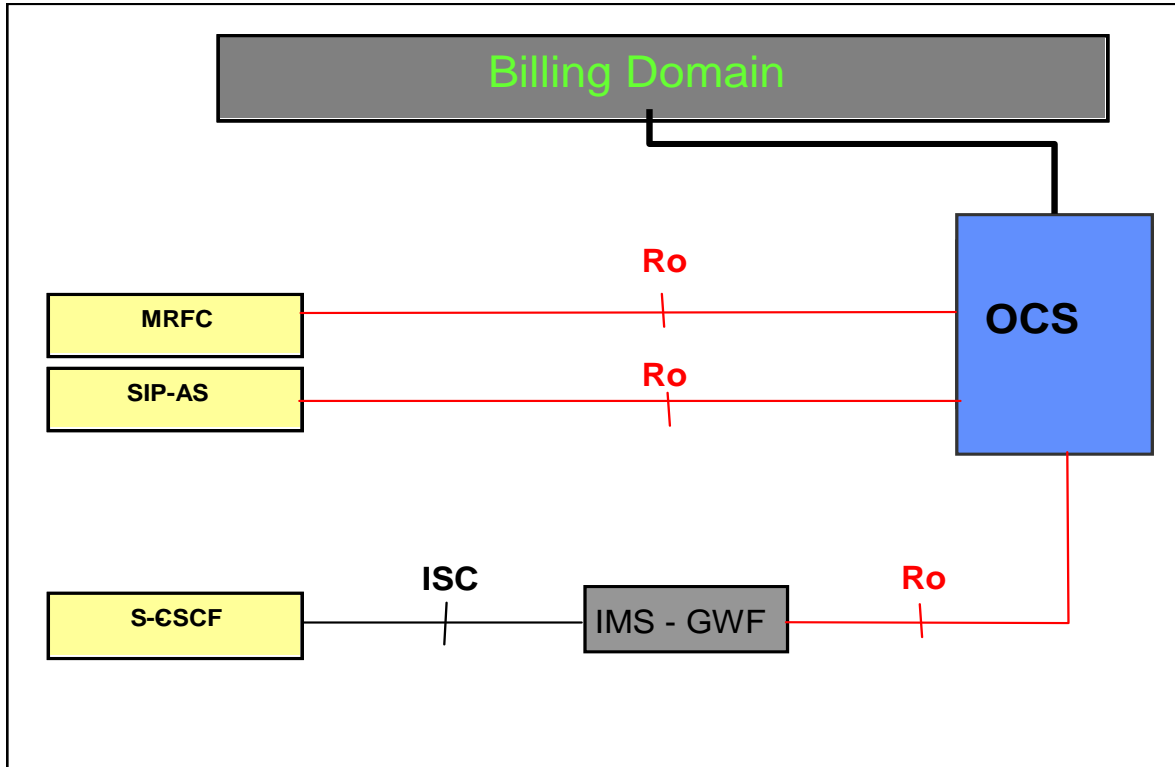 Billing Domain
Ro
MRFC
OCS
Ro
SIP-AS
ISC
Ro
S-CSCF
IMS - GWF